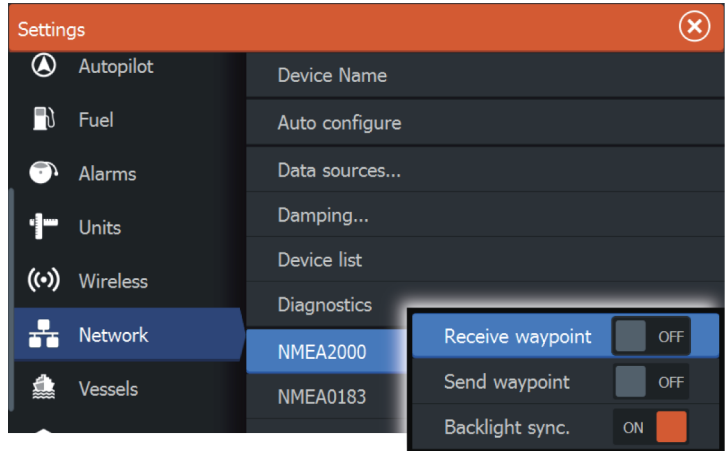 Settings
Autopilot
Fuel
Alarms
Units
Wireless
Network
Vessels
Device Name
Auto configure
Data sources...
Damping...
Device list
Diagnostics
NMEA2000
NMEA0183
Receive waypoint OFF
Send waypoint OFF
Backlight sync. ON